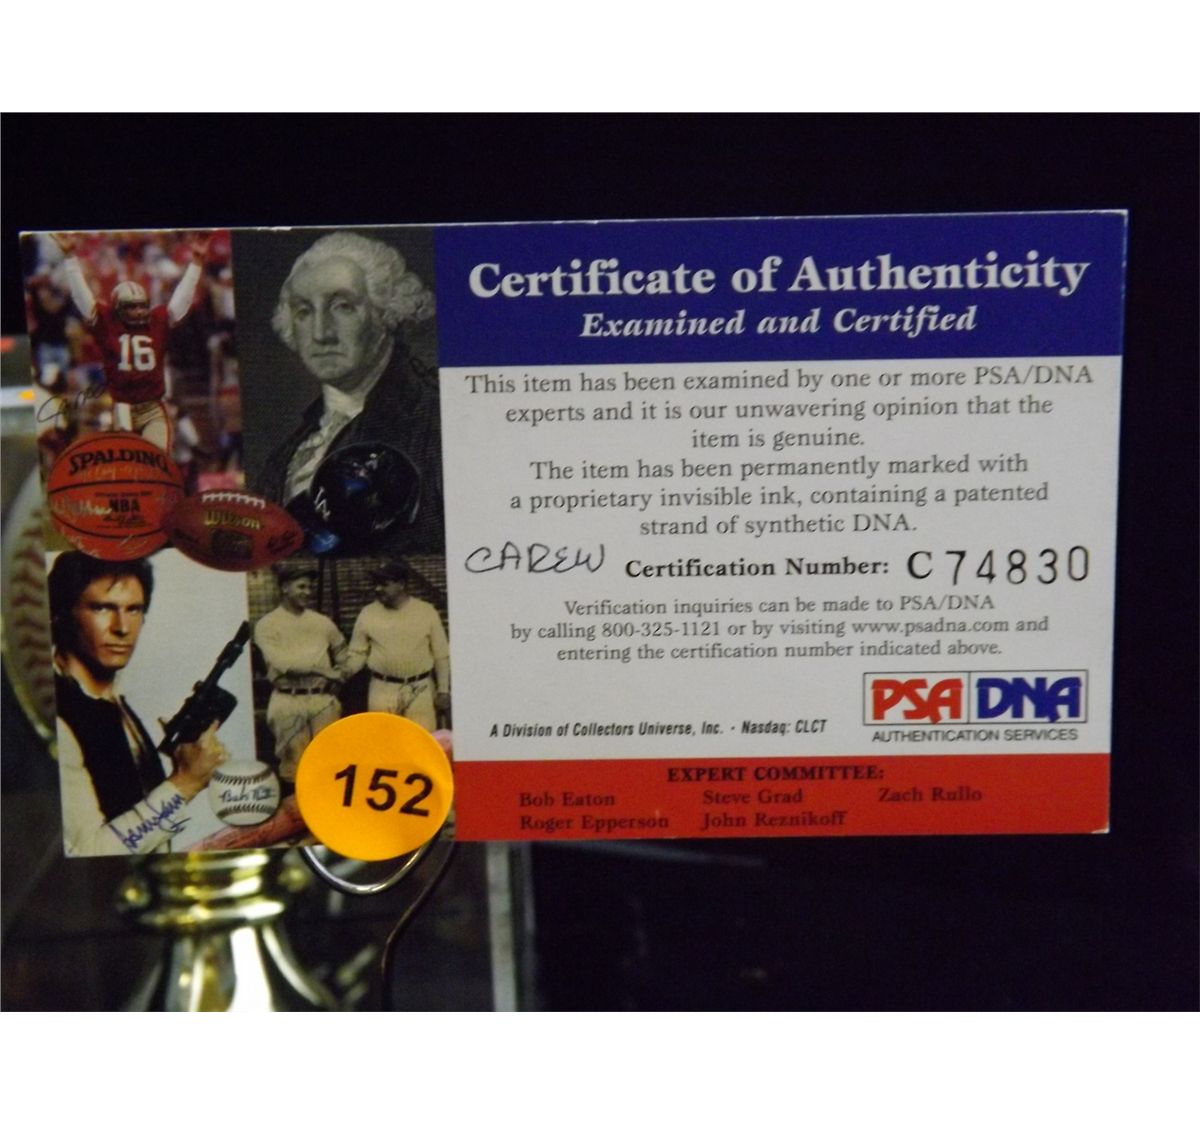 Certificate of Authenticity
Examined and Certified
This item has been examined by one or more PSA/DNA
experts and it is our unwavering opinion that the
item is genuine.
The item has been permanently marked with
a proprietary invisible ink, containing a patented
strand of synthetic DNA.
CAREW Certification Number: C74830
Verification inquiries can be made to PSA/DNA
by calling 800-325-1121 or by visiting www.psadna.com and
entering the certification number indicated above.
PSA DNA
AUTHENTICATION SERVICES
A Division of Collectors Universe, Inc. · Nasdaq: CLCT
EXPERT COMMITTEE:
Bob Eaton Steve Grad Zach Rullo
Roger Epperson John Reznikoff
16
SPALDING
NBA
Wilson
152